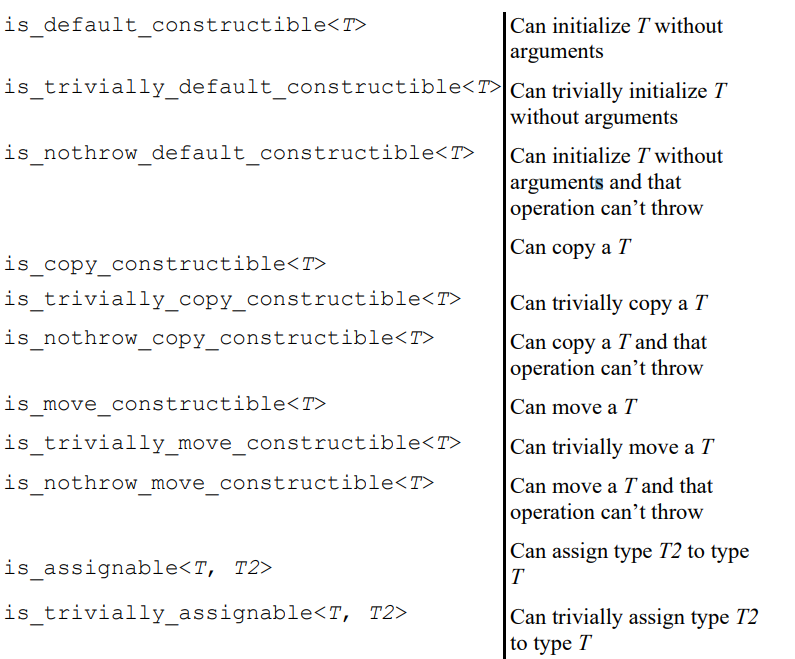 is_default_constructible<T> Can initialize T without
arguments
is_trivially_default_constructible<T> Can trivially initialize T
without arguments
is_nothrow_default_constructible<T> Can initialize T without
arguments and that
operation can’t throw
is_copy_constructible<T> Can copy a T
is_trivially_copy_constructible<T> Can trivially copy a T
is_nothrow_copy_constructible<T> Can copy a T and that
operation can’t throw
is_move_constructible<T> Can move a T
is_trivially_move_constructible<T> Can trivially move a T
is_nothrow_move_constructible<T> Can move a T and that
operation can’t throw
is_assignable<T, T2> Can assign type T2 to type
T
is_trivially_assignable<T, T2> Can trivially assign type T2
to type T